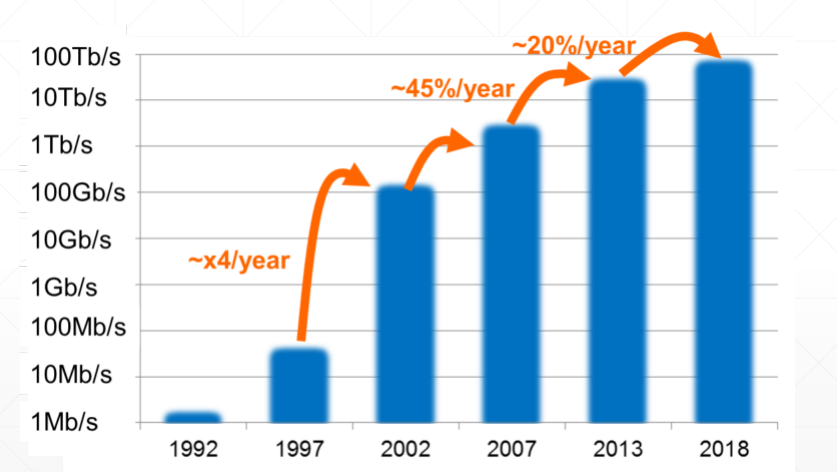 ~20%/year
100Tb/s
~45%/year
10Tb/s
1Tb/s
100Gb/s
10Gb/s
~x4/year
1Gb/s
100Mb/s
10Mb/s
1Mb/s
1992 1997 2002 2007 2013 2018